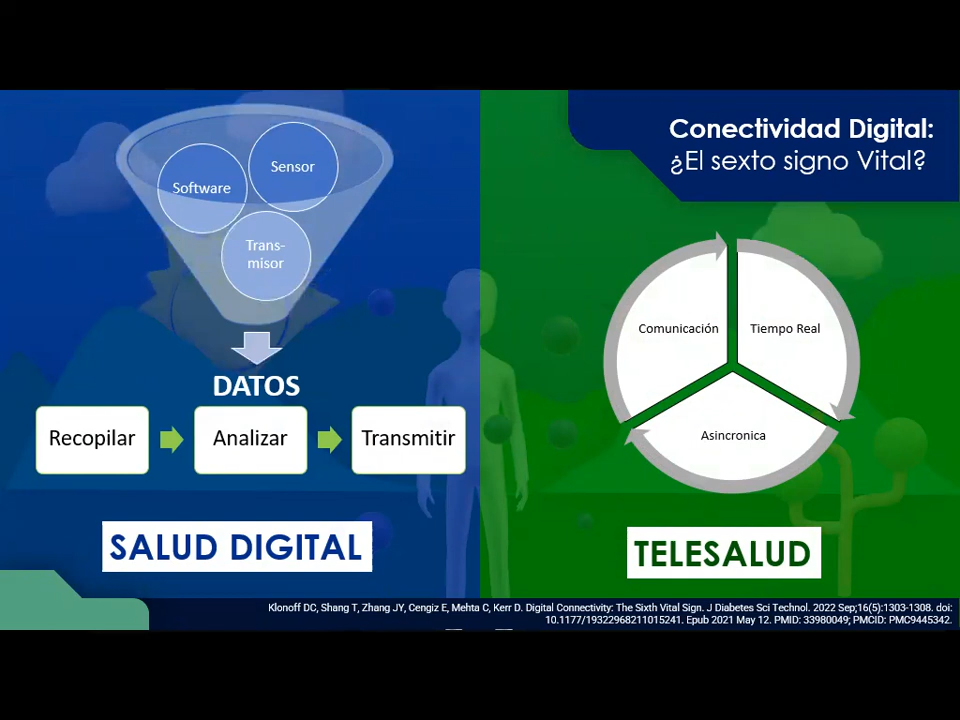 Conectividad Digital:
¿El sexto signo Vital?
Sensor
Software
Trans-
misor
DATOS
Recopilar
Analizar
Transmitir
SALUD DIGITAL
Comunicación
Tiempo Real
Asincronica
TELESALUD
Klonoff DC, Shang T, Zhang JY, Cengiz E, Mehta C, Kerr D. Digital Connectivity: The Sixth Vital Sign. J Diabetes Sci Technol. 2022 Sep;16(5):1303-1308. doi:
10.1177/19322968211015241. Epub 2021 May 12. PMID: 33980049; PMCID: PMC9445342.